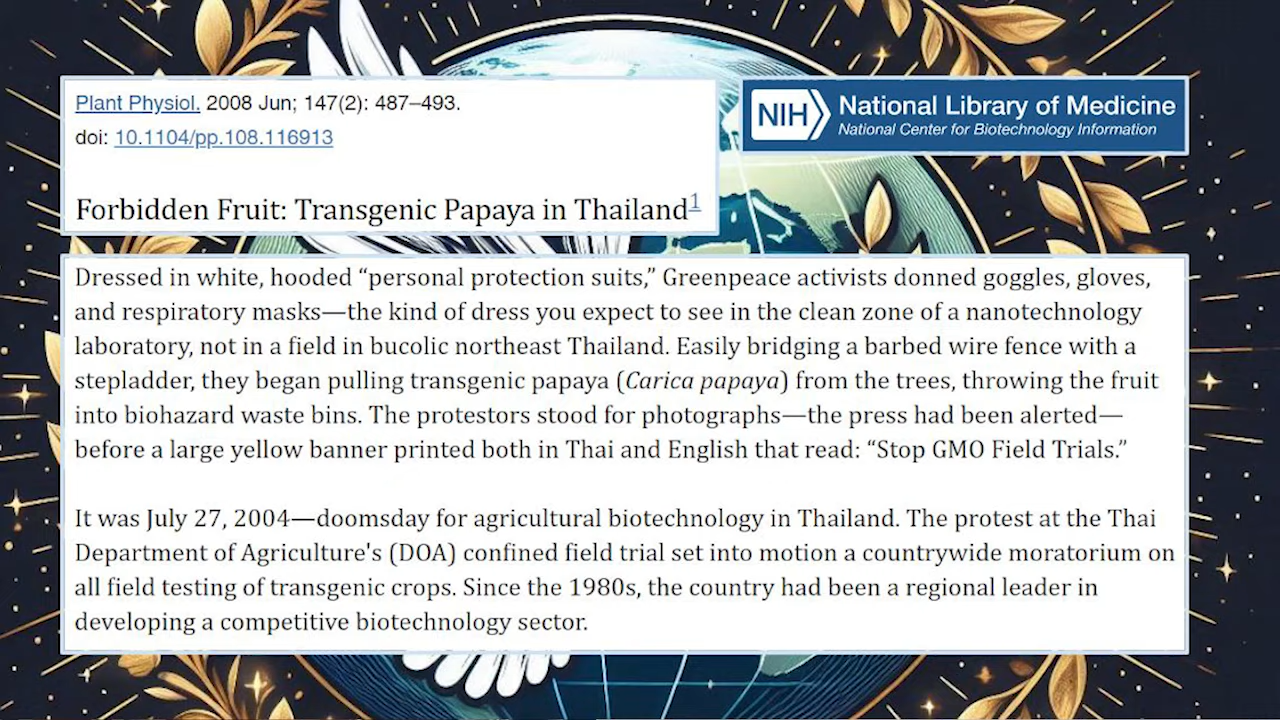 Plant Physiol. 2008 Jun; 147(2): 487–493.
doi: 10.1104/pp.108.116913
NIH National Library of Medicine
National Center for Biotechnology Information
Forbidden Fruit: Transgenic Papaya in Thailand1
Dressed in white, hooded “personal protection suits,” Greenpeace activists donned goggles, gloves,
and respiratory masks—the kind of dress you expect to see in the clean zone of a nanotechnology
laboratory, not in a field in bucolic northeast Thailand. Easily bridging a barbed wire fence with a
stepladder, they began pulling transgenic papaya (Carica papaya) from the trees, throwing the fruit
into biohazard waste bins. The protestors stood for photographs—the press had been alerted—
before a large yellow banner printed both in Thai and English that read: “Stop GMO Field Trials.”
It was July 27, 2004—doomsday for agricultural biotechnology in Thailand. The protest at the Thai
Department of Agriculture's (DOA) confined field trial set into motion a countrywide moratorium on
all field testing of transgenic crops. Since the 1980s, the country had been a regional leader in
developing a competitive biotechnology sector.